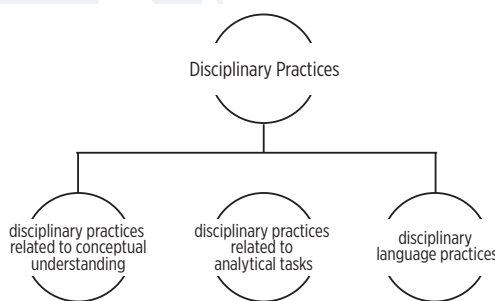 Disciplinary Practices
disciplinary practices
related to conceptual
understanding
disciplinary practices
related to
analytical tasks
disciplinary
language practices